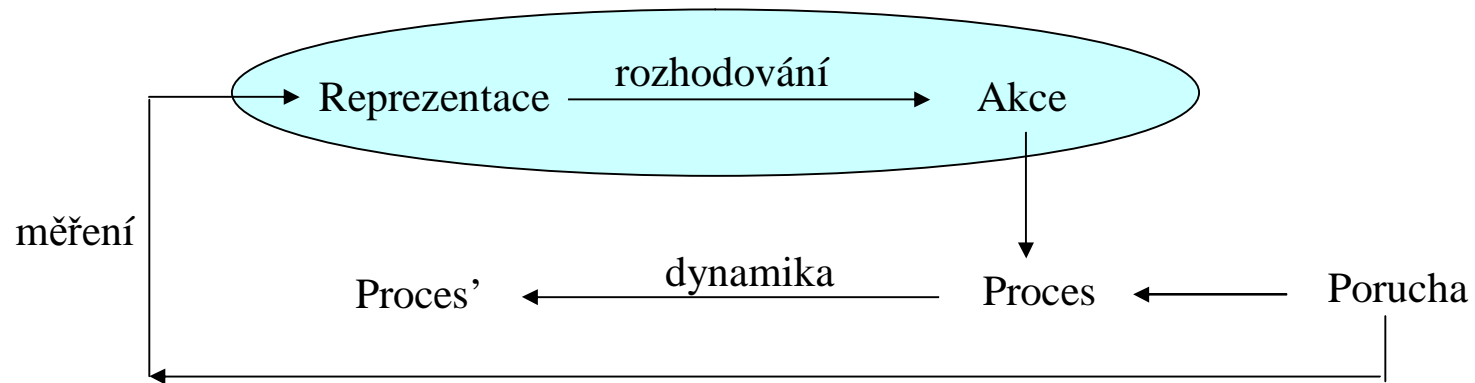 rozhodování
Reprezentace Akce
měření
dynamika
Proces’ Proces Porucha